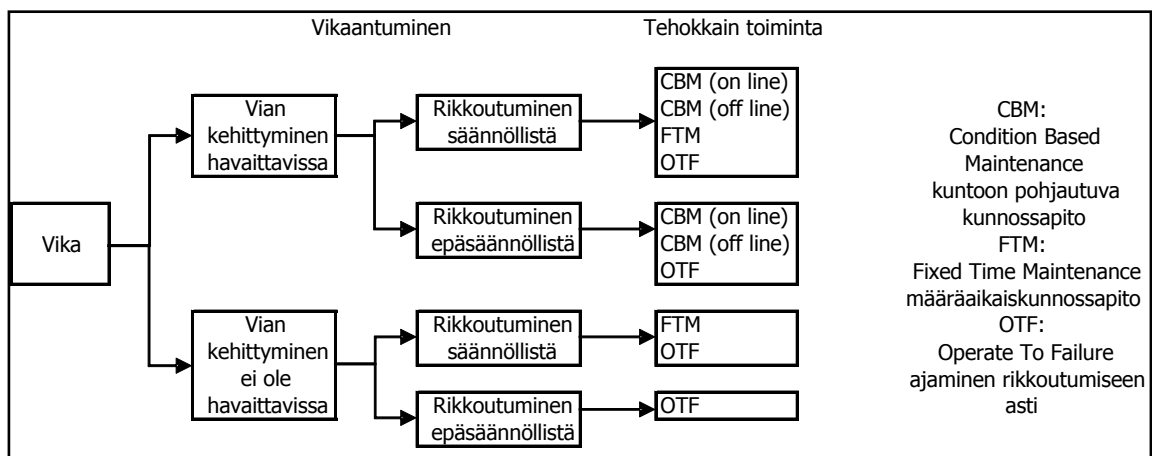 Vikaantuminen
Tehokkain toiminta
Vika
Vian
kehittyminen
havaittavissa
Rikkoutuminen
säännöllistä
CBM (on line)
CBM (off line)
FTM
OTF
Rikkoutuminen
epäsäännöllistä
CBM (on line)
CBM (off line)
OTF
Vian
kehittyminen
ei ole
havaittavissa
Rikkoutuminen
säännöllistä
FTM
OTF
Rikkoutuminen
epäsäännöllistä
OTF
CBM:
Condition Based
Maintenance
kuntoon pohjautuva
kunnossapito
FTM:
Fixed Time Maintenance
määräaikaiskunnossapito
OTF:
Operate To Failure
ajaminen rikkoutumiseen
asti